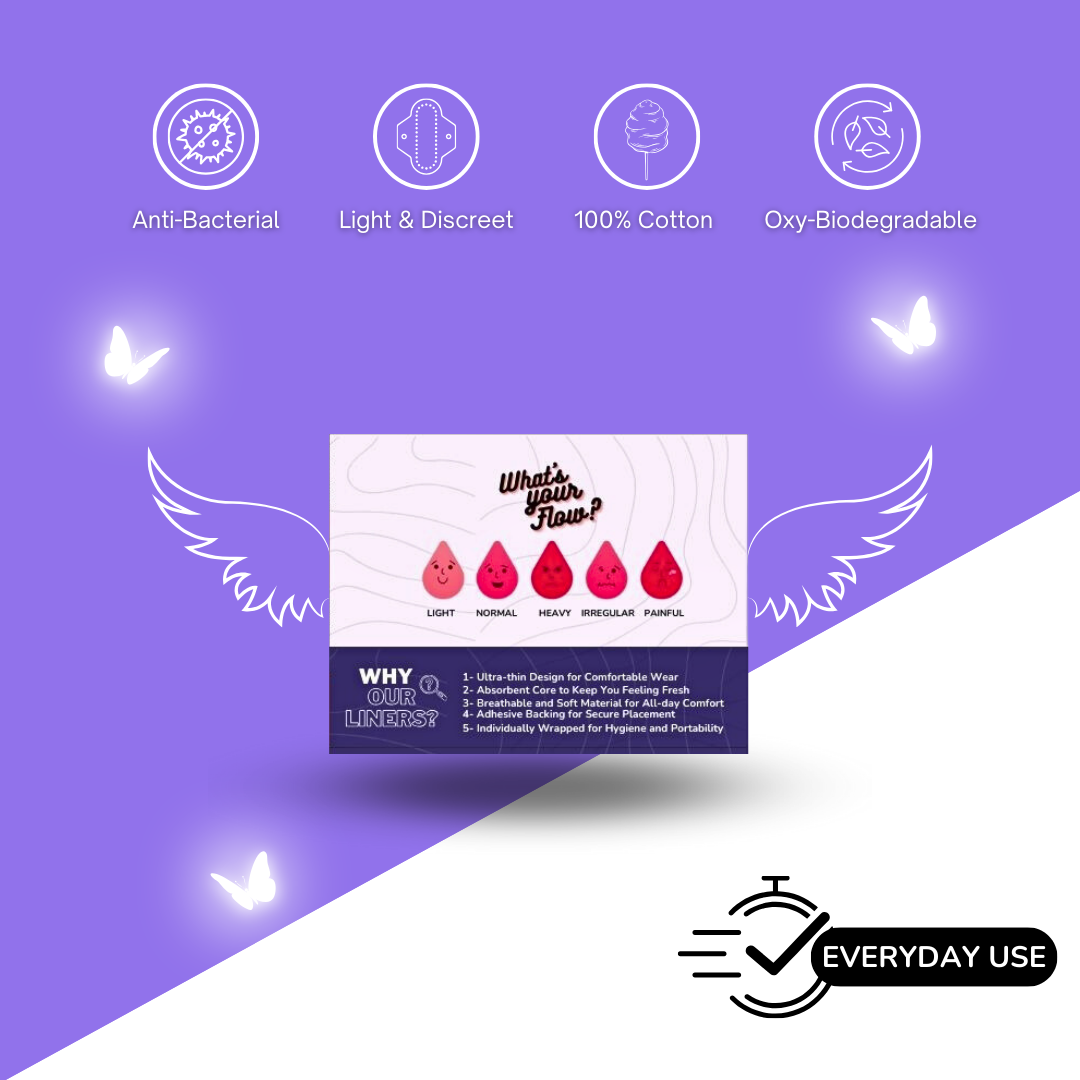 Anti-Bacterial
Light & Discreet
100% Cotton
Oxy-Biodegradable
What's
your
Flow?
LIGHT
NORMAL
HEAVY
IRREGULAR
PAINFUL
WHY
OUR
LINERS?
1- Ultra-thin Design for Comfortable Wear
2- Absorbent Core to Keep You Feeling Fresh
3- Breathable and Soft Material for All-day Comfort
4- Adhesive Backing for Secure Placement
5- Individually Wrapped for Hygiene and Portability
EVERYDAY USE